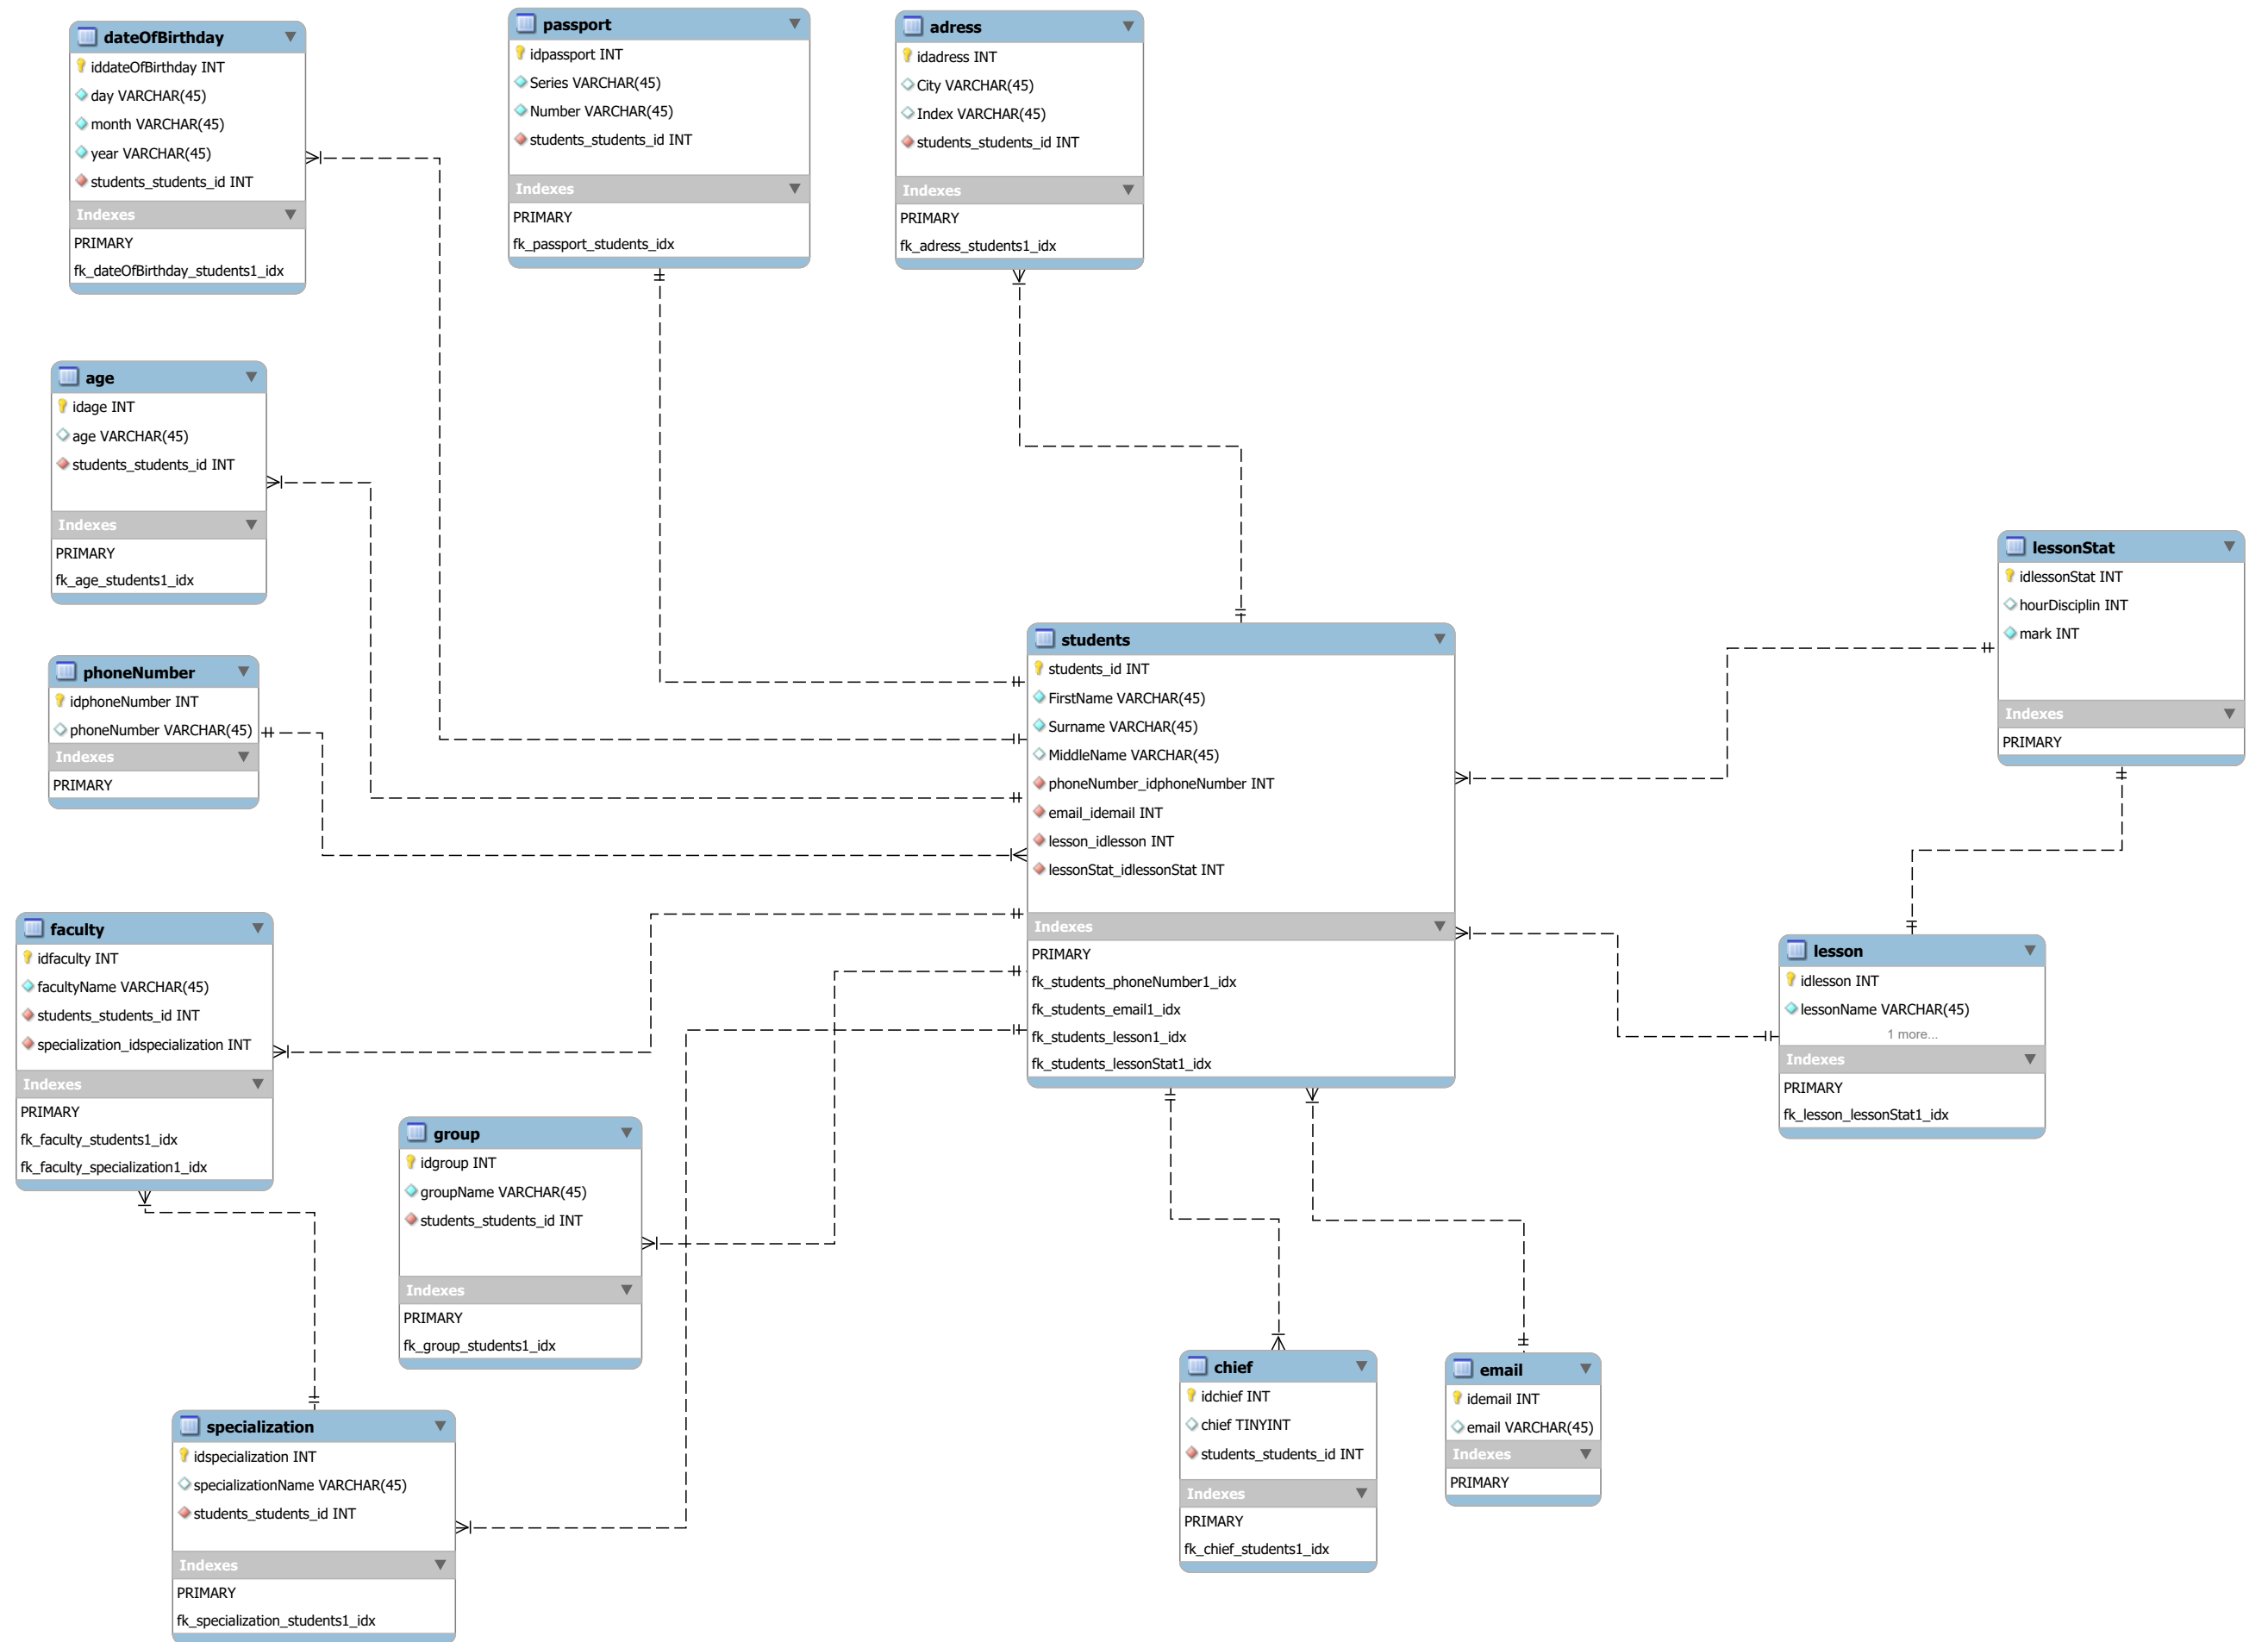 dateOfBirthday
iddateOfBirthday INT
day VARCHAR(45)
month VARCHAR(45)
year VARCHAR(45)
students_students_id INT
Indexes
PRIMARY
fk_dateOfBirthday_students1_idx
passport
idpassport INT
Series VARCHAR(45)
Number VARCHAR(45)
students_students_id INT
Indexes
PRIMARY
fk_passport_students_idx
adress
idadress INT
City VARCHAR(45)
Index VARCHAR(45)
students_students_id INT
Indexes
PRIMARY
fk_adress_students1_idx
age
idage INT
age VARCHAR(45)
students_students_id INT
Indexes
PRIMARY
fk_age_students1_idx
phoneNumber
idphoneNumber INT
phoneNumber VARCHAR(45)
Indexes
PRIMARY
students
students_id INT
FirstName VARCHAR(45)
Surname VARCHAR(45)
MiddleName VARCHAR(45)
phoneNumber_idphoneNumber INT
email_idemail INT
lesson_idlesson INT
lessonStat_idlessonStat INT
Indexes
PRIMARY
fk_students_phoneNumber1_idx
fk_students_email1_idx
fk_students_lesson1_idx
fk_students_lessonStat1_idx
lessonStat
idlessonStat INT
hourDisciplin INT
mark INT
Indexes
PRIMARY
lesson
idlesson INT
lessonName VARCHAR(45)
1 more...
Indexes
PRIMARY
fk_lesson_lessonStat1_idx
faculty
idfaculty INT
facultyName VARCHAR(45)
students_students_id INT
specialization_idspecialization INT
Indexes
PRIMARY
fk_faculty_students1_idx
fk_faculty_specialization1_idx
group
idgroup INT
groupName VARCHAR(45)
students_students_id INT
Indexes
PRIMARY
fk_group_students1_idx
specialization
idspecialization INT
specializationName VARCHAR(45)
students_students_id INT
Indexes
PRIMARY
fk_specialization_students1_idx
chief
idchief INT
chief TINYINT
students_students_id INT
Indexes
PRIMARY
fk_chief_students1_idx
email
idemail INT
email VARCHAR(45)
Indexes
PRIMARY